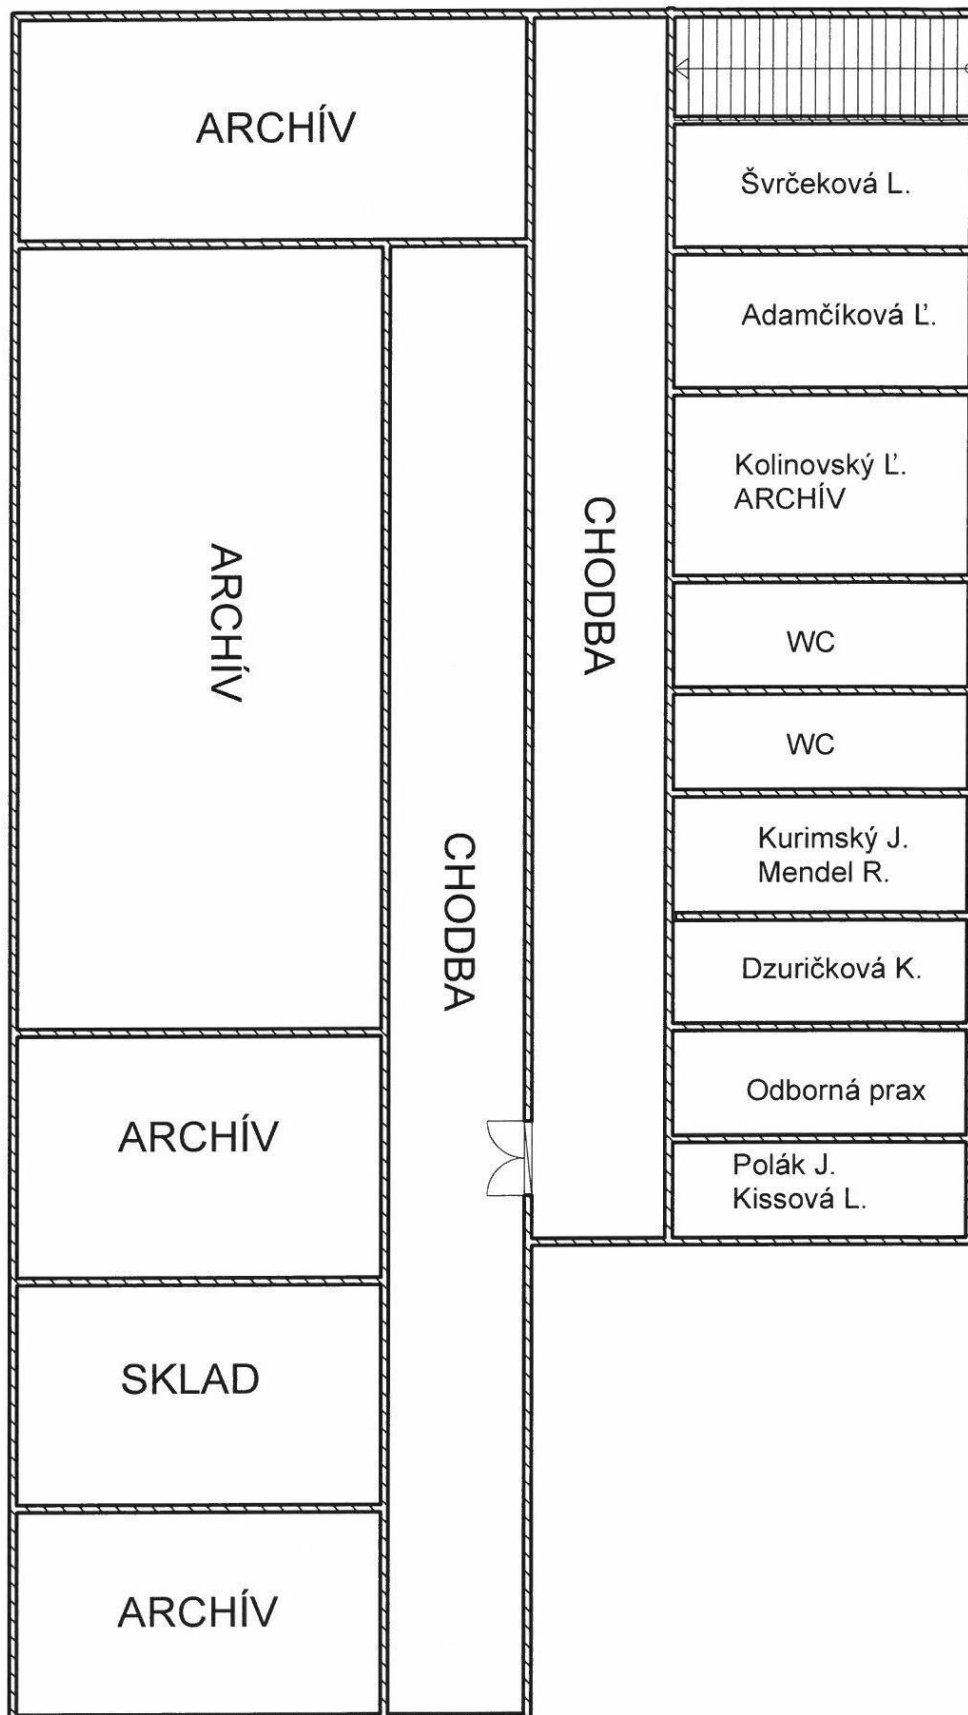 ARCHÍV
Švrčeková L.
Adamčíková Ľ.
Kolinovský Ľ.
ARCHÍV
CHODBA
ARCHÍV
WC
WC
Kurimský J.
Mendel R.
CHODBA
Dzuričková K.
Odborná prax
ARCHÍV
Polák J.
Kissová L.
SKLAD
ARCHÍV